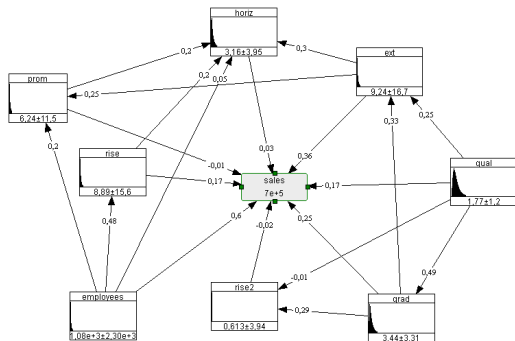 horiz
3,16±3,95
ext
9,24±16,7
prom
6,24±11,5
rise
8,89±15,6
sales
7e+5
qual
1,77±1,2
employees
1,08e+3±2,30e+3
rise2
0,613±3,94
grad
3,44±3,31
0,2
0,2
0,05
0,3
0,25
0,33
0,25
-0,01
0,03
0,36
0,17
0,17
0,2
0,48
0,6
-0,02
0,25
-0,01
0,49
0,29